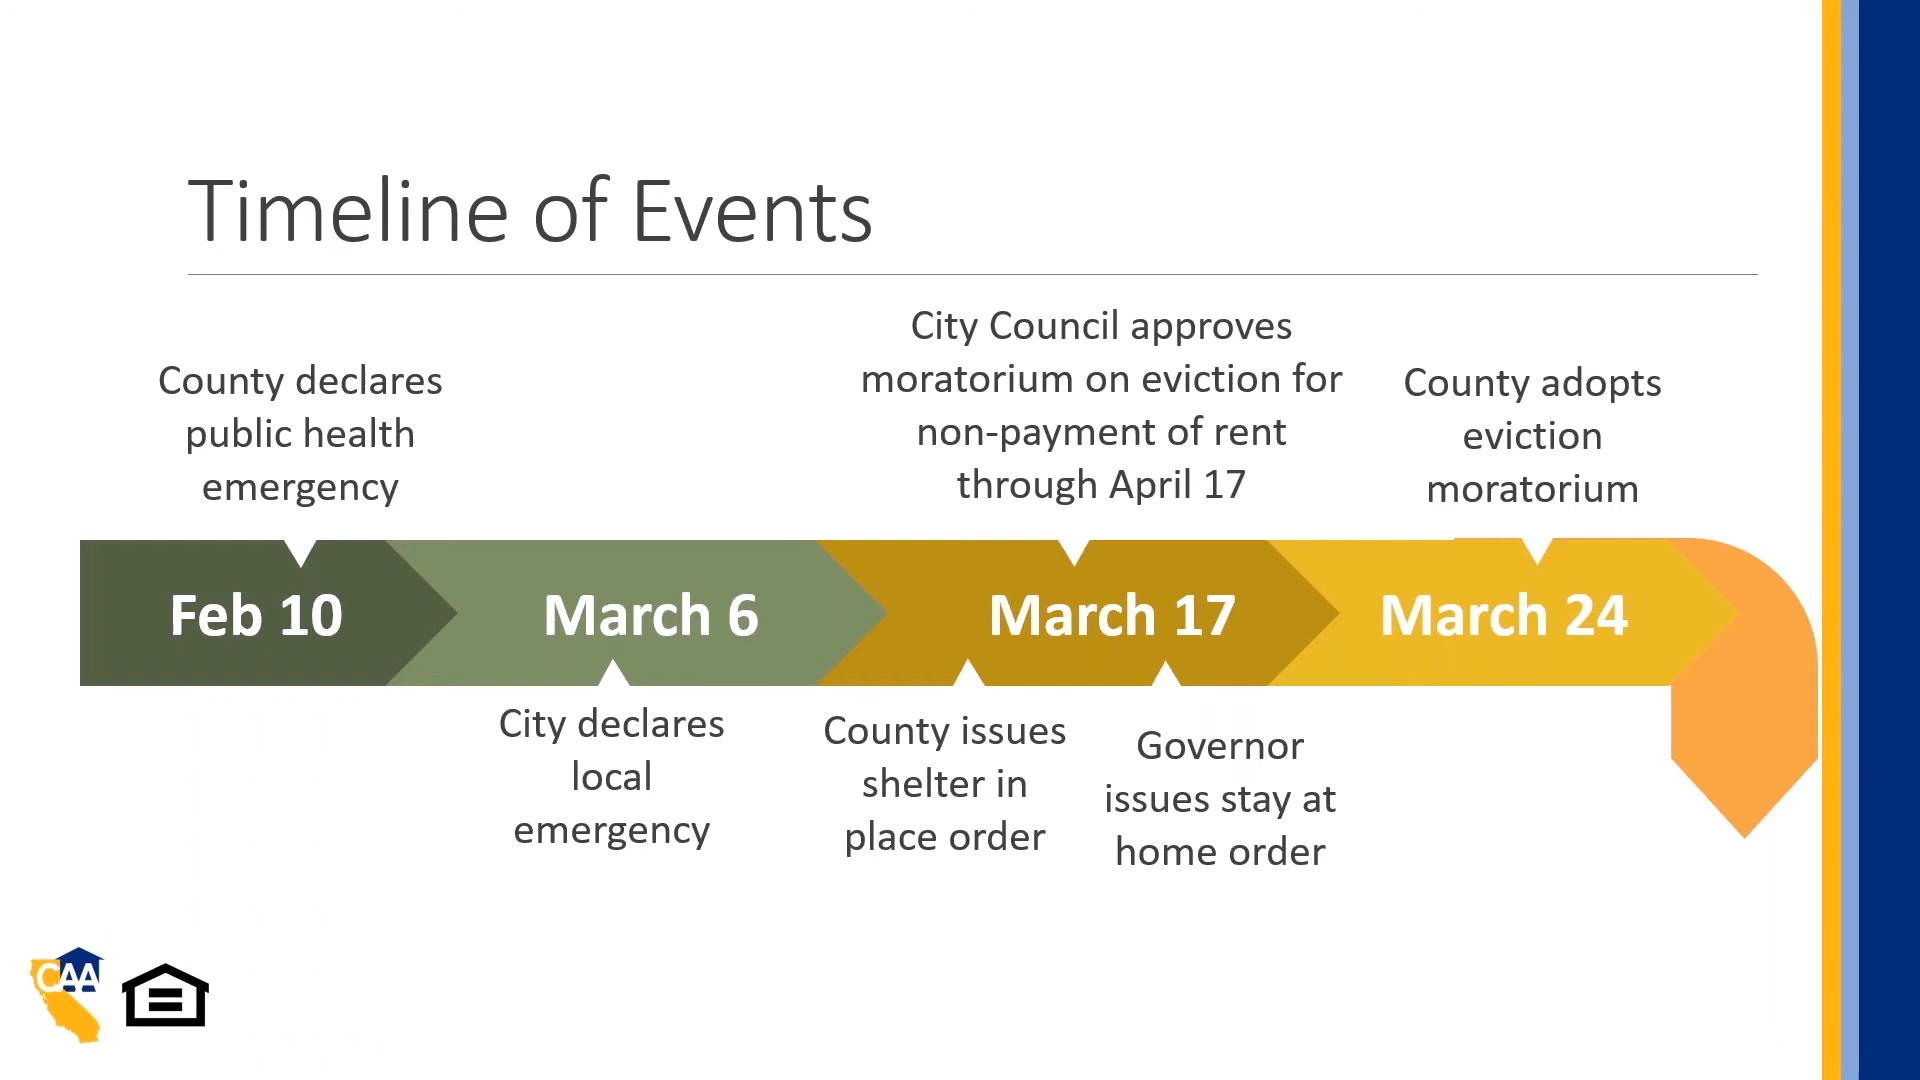 Timeline of Events
County declares
public health
emergency
City Council approves
moratorium on eviction for
non-payment of rent
through April 17
County adopts
eviction
moratorium
Feb 10
March 6
March 17
March 24
City declares
local
emergency
County issues
shelter in
place order
Governor
issues stay at
home order
CAA